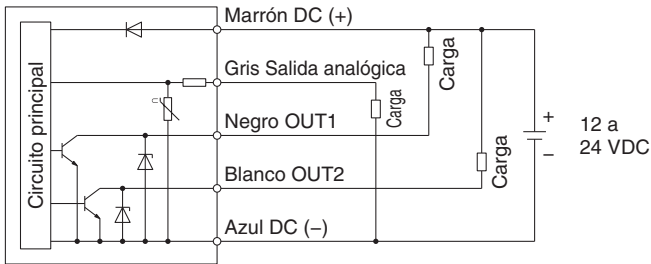 Marrón DC (+)
Gris Salida analógica
Negro OUT1
Blanco OUT2
Azul DC (–)
Circuito principal
Carga
Carga
Carga
+
–
12 a
24 VDC